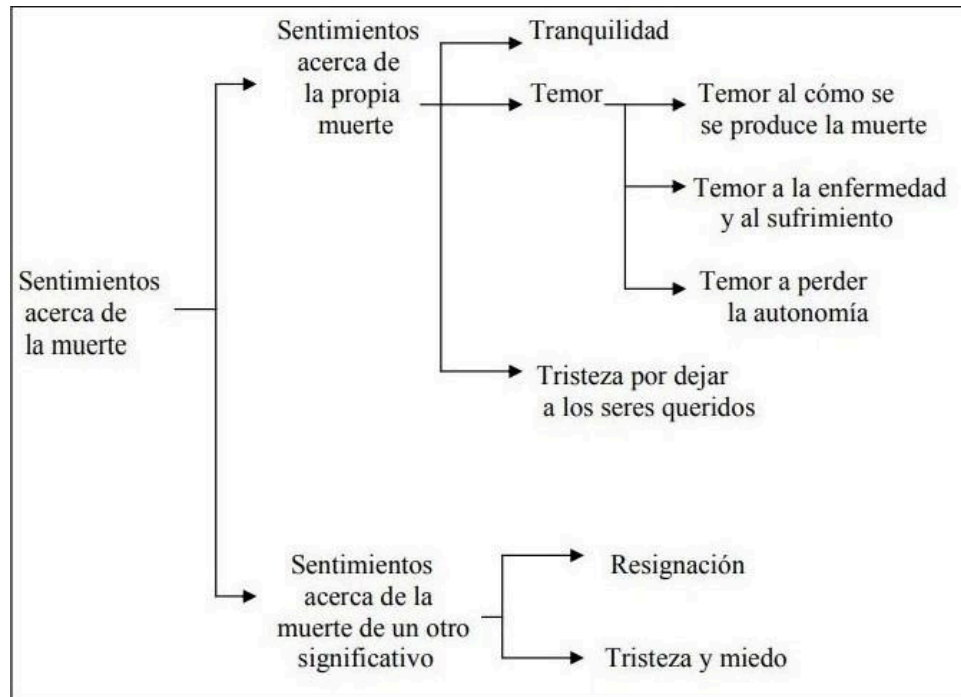 Sentimientos
acerca de
la muerte
Sentimientos
acerca de
la propia
muerte
Tranquilidad
Temor
Temor al cómo se
se produce la muerte
Temor a la enfermedad
y al sufrimiento
Temor a perder
la autonomía
Tristeza por dejar
a los seres queridos
Sentimientos
acerca de la
muerte de un otro
significativo
Resignación
Tristeza y miedo